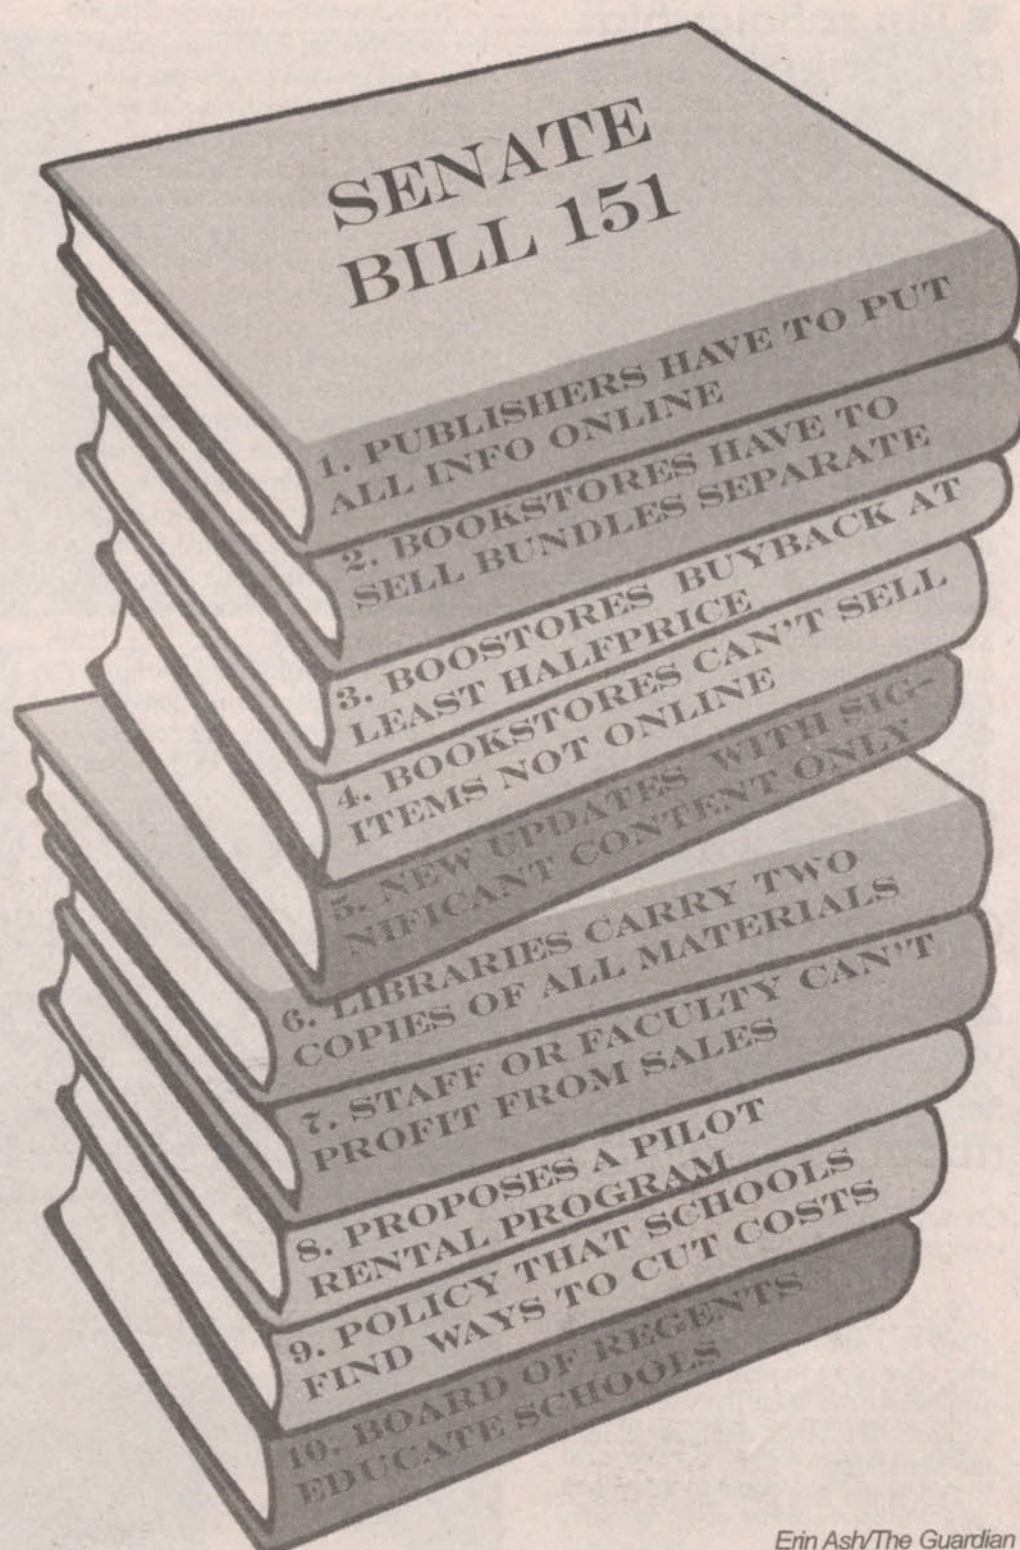 SENATE
BILL 151
1. PUBLISHERS HAVE TO PUT
ALL INFO ONLINE
2. BOOKSTORES HAVE TO
SELL BUNDLES SEPARATE
3. BOOSTORES BUYBACK AT
LEAST HALFPRICE
4. BOOKSTORES CAN'T SELL
ITEMS NOT ONLINE
5. NEW UPDATES WITH SIG-
NIFICANT CONTENT ONLY
6. LIBRARIES CARRY TWO
COPIES OF ALL MATERIALS
7. STAFF OR FACULTY CAN'T
PROFIT FROM SALES
8. PROPOSES A PILOT
RENTAL PROGRAM
9. POLICY THAT SCHOOLS
FIND WAYS TO CUT COSTS
10. BOARD OF REGENTS
EDUCATE SCHOOLS
Erin Ash/The Guardian